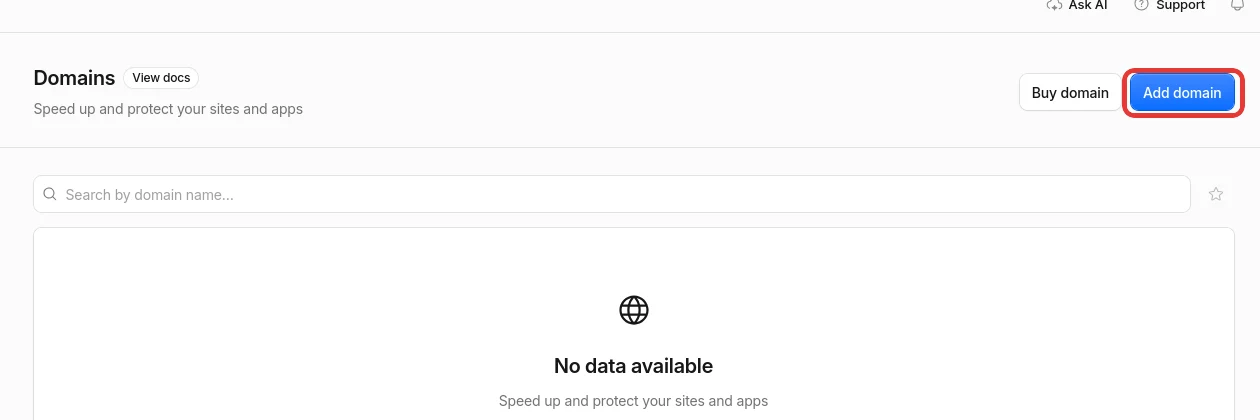 Ask AI Support
Domains View docs
Speed up and protect your sites and apps
Buy domain Add domain
Search by domain name...
No data available
Speed up and protect your sites and apps